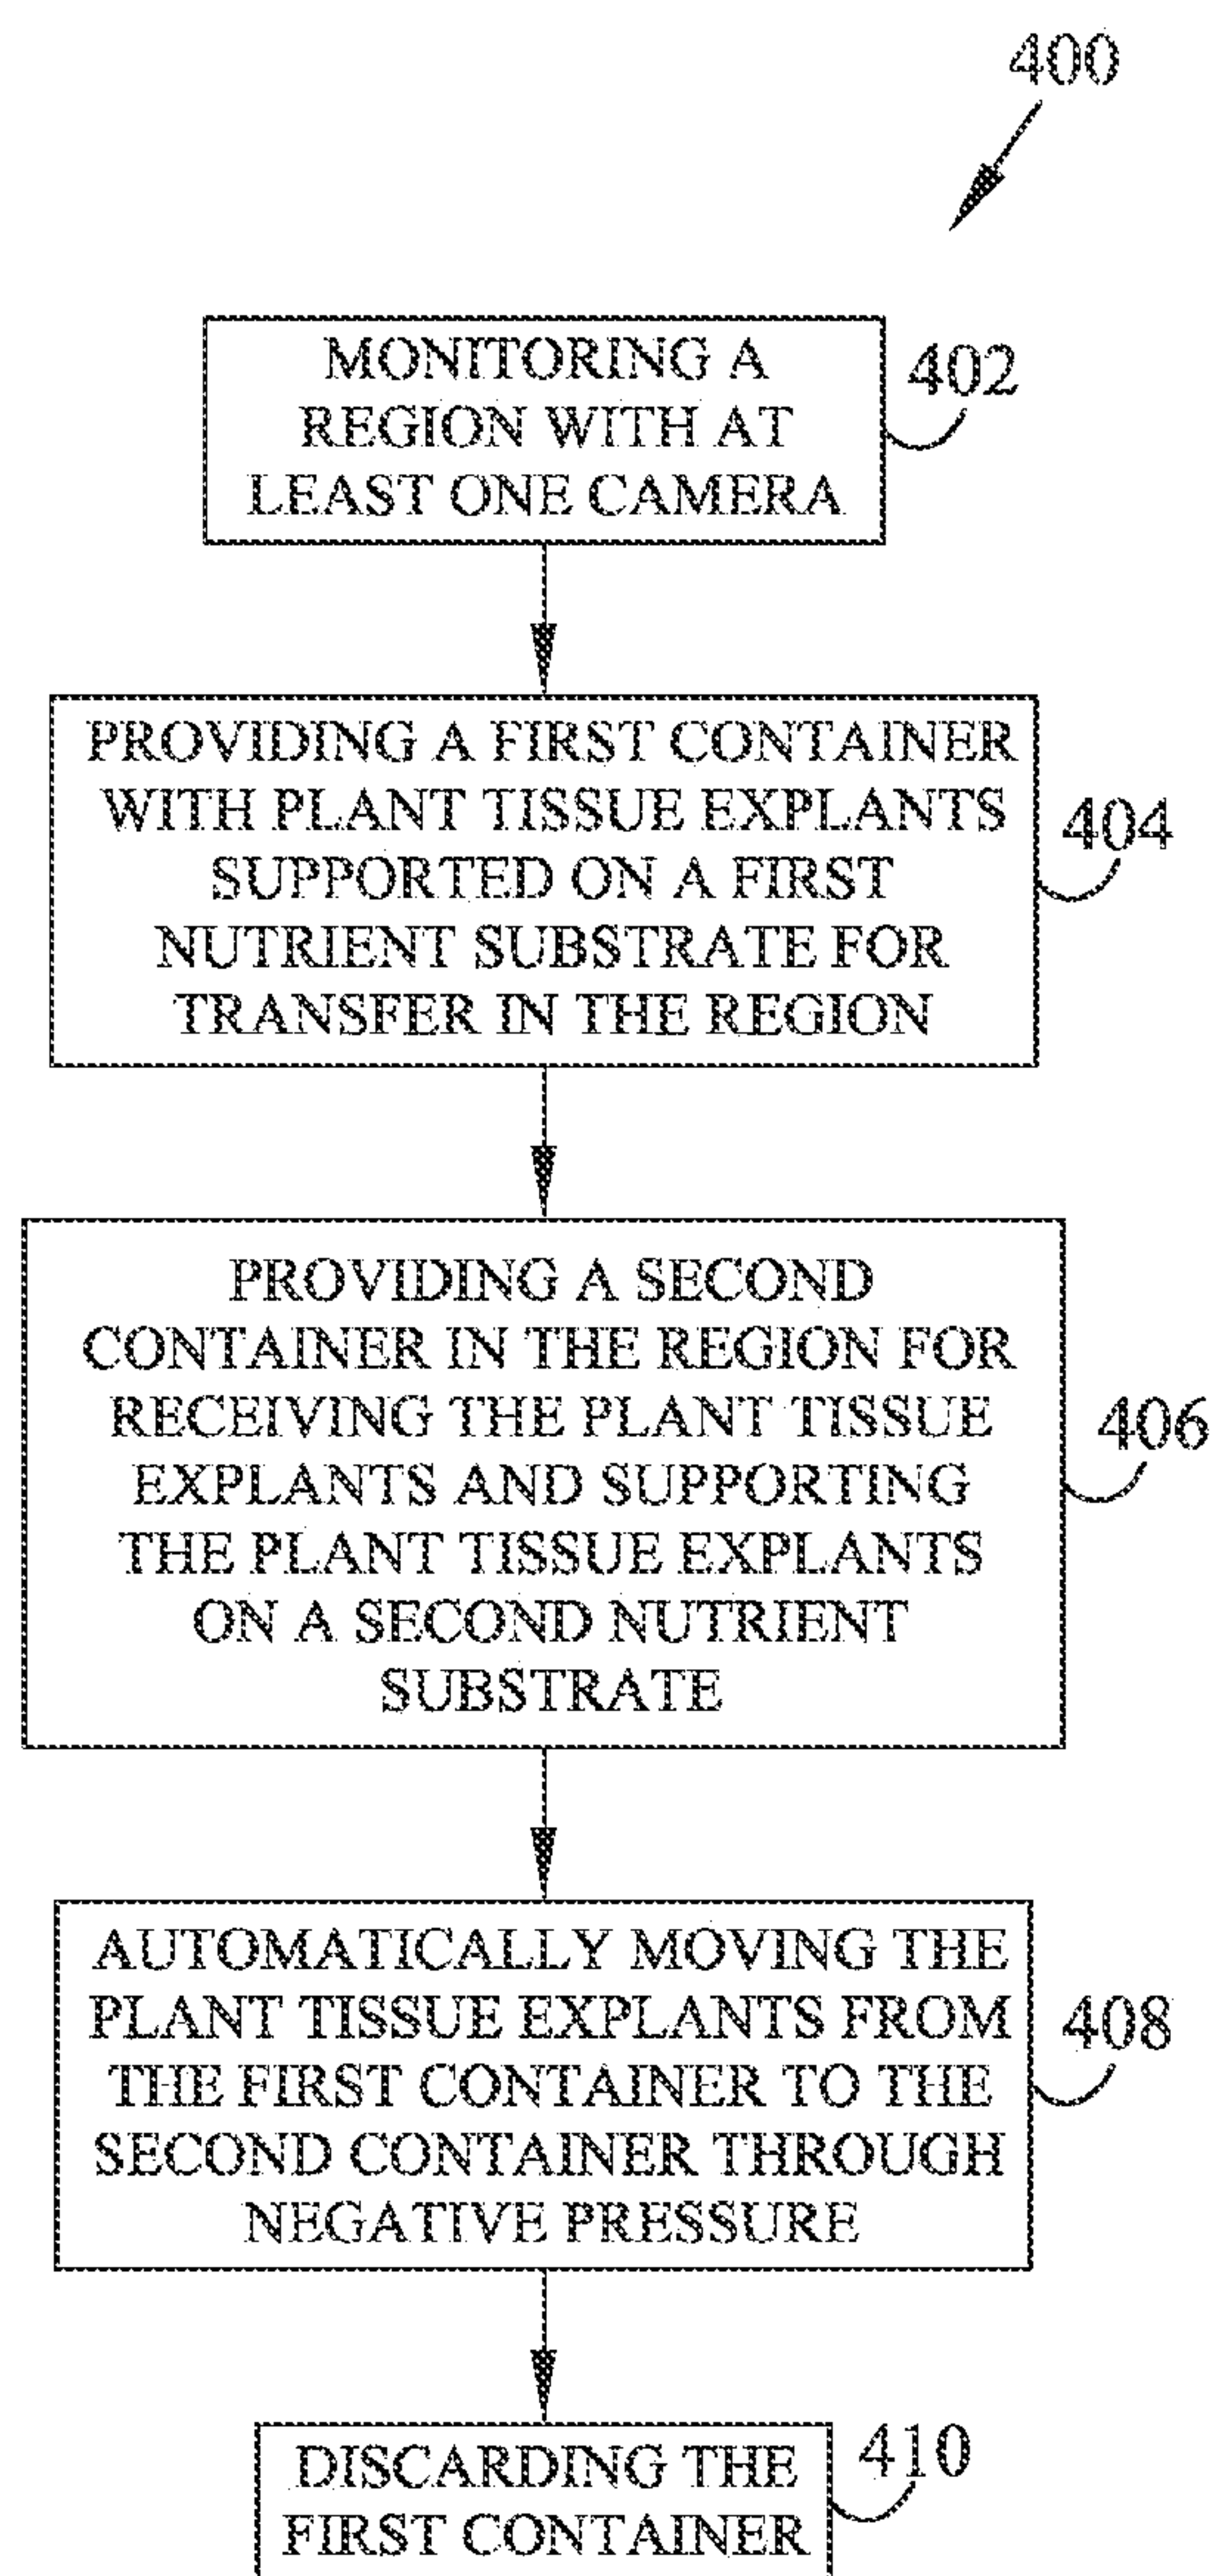 400
MONITORING A
REGION WITH AT
LEAST ONE CAMERA
402
PROVIDING A FIRST CONTAINER
WITH PLANT TISSUE EXPLANTS
SUPPORTED ON A FIRST
NUTRIENT SUBSTRATE FOR
TRANSFER IN THE REGION
404
PROVIDING A SECOND
CONTAINER IN THE REGION FOR
RECEIVING THE PLANT TISSUE
EXPLANTS AND SUPPORTING
THE PLANT TISSUE EXPLANTS
ON A SECOND NUTRIENT
SUBSTRATE
406
AUTOMATICALLY MOVING THE
PLANT TISSUE EXPLANTS FROM
THE FIRST CONTAINER TO THE
SECOND CONTAINER THROUGH
NEGATIVE PRESSURE
408
DISCARDING THE
FIRST CONTAINER
410